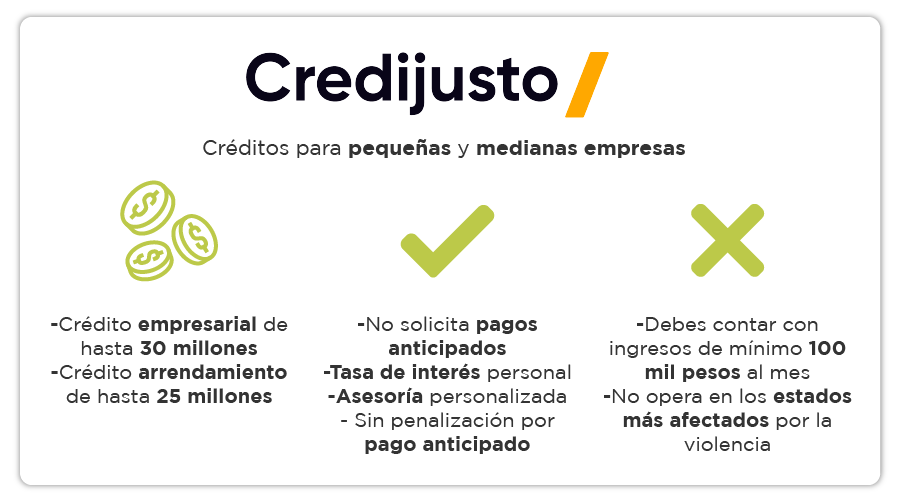 Credijusto
Créditos para pequeñas y medianas empresas
-Crédito empresarial de
hasta 30 millones
-Crédito arrendamiento
de hasta 25 millones
-No solicita pagos
anticipados
-Tasa de interés personal
-Asesoría personalizada
- Sin penalización por
pago anticipado
-Debes contar con
ingresos de mínimo 100
mil pesos al mes
-No opera en los estados
más afectados por la
violencia